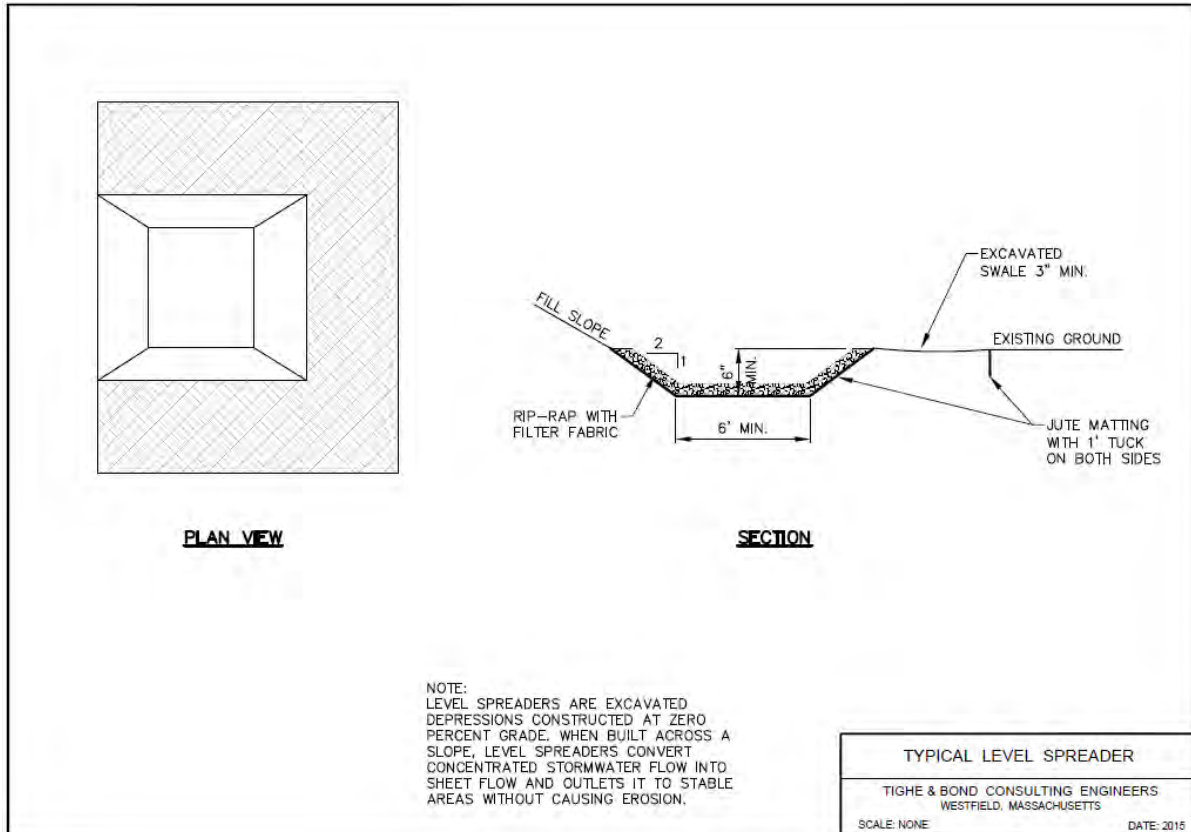 PLAN VIEW
FILL SLOPE
2
1
6" MIN.
6' MIN.
RIP-RAP WITH
FILTER FABRIC
EXCAVATED
SWALE 3" MIN.
EXISTING GROUND
JUTE MATTING
WITH 1' TUCK
ON BOTH SIDES
SECTION
NOTE:
LEVEL SPREADERS ARE EXCAVATED
DEPRESSIONS CONSTRUCTED AT ZERO
PERCENT GRADE. WHEN BUILT ACROSS A
SLOPE, LEVEL SPREADERS CONVERT
CONCENTRATED STORMWATER FLOW INTO
SHEET FLOW AND OUTLETS IT TO STABLE
AREAS WITHOUT CAUSING EROSION.
TYPICAL LEVEL SPREADER
TIGHE & BOND CONSULTING ENGINEERS
WESTFIELD, MASSACHUSETTS
SCALE: NONE DATE: 2015